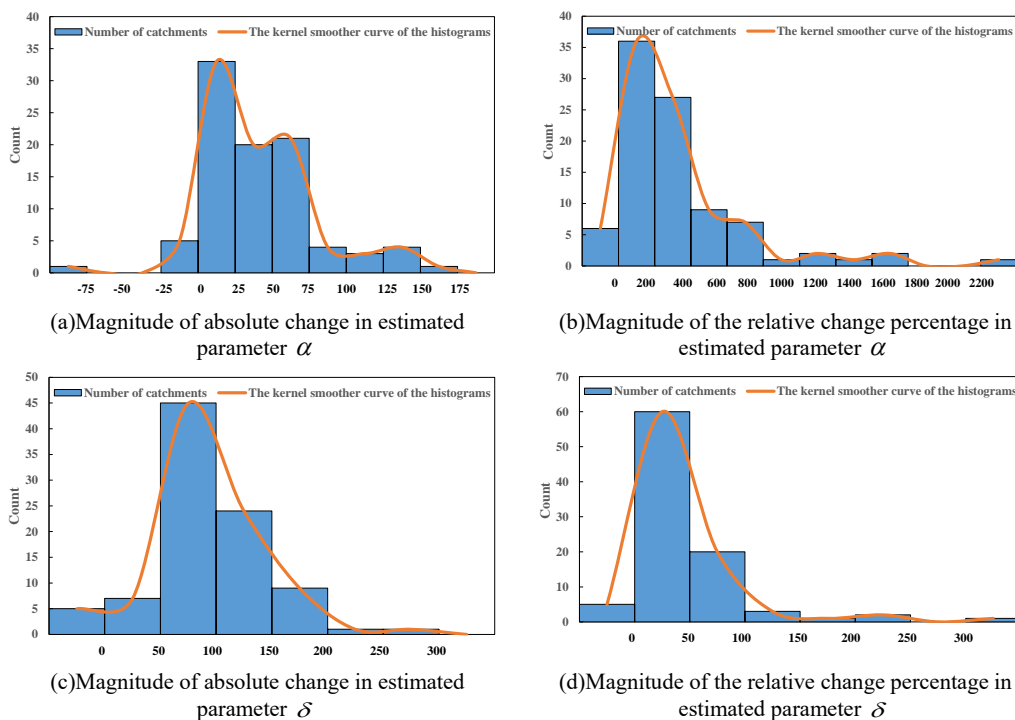 40
35
30
25
20
15
10
5
0
Count
Number of catchments The kernel smoother curve of the histograms
-75 -50 -25 0 25 50 75 100 125 150 175
(a)Magnitude of absolute change in estimated
parameter α
40
35
30
25
20
15
10
5
0
Count
Number of catchments The kernel smoother curve of the histograms
0 200 400 600 800 1000 1200 1400 1600 1800 2000 2200
(b)Magnitude of the relative change percentage in
estimated parameter α
50
45
40
35
30
25
20
15
10
5
0
Count
Number of catchments The kernel smoother curve of the histograms
0 50 100 150 200 250 300
(c)Magnitude of absolute change in estimated
parameter δ
70
60
50
40
30
20
10
0
Count
Number of catchments The kernel smoother curve of the histograms
0 50 100 150 200 250 300 350
(d)Magnitude of the relative change percentage in
estimated parameter δ